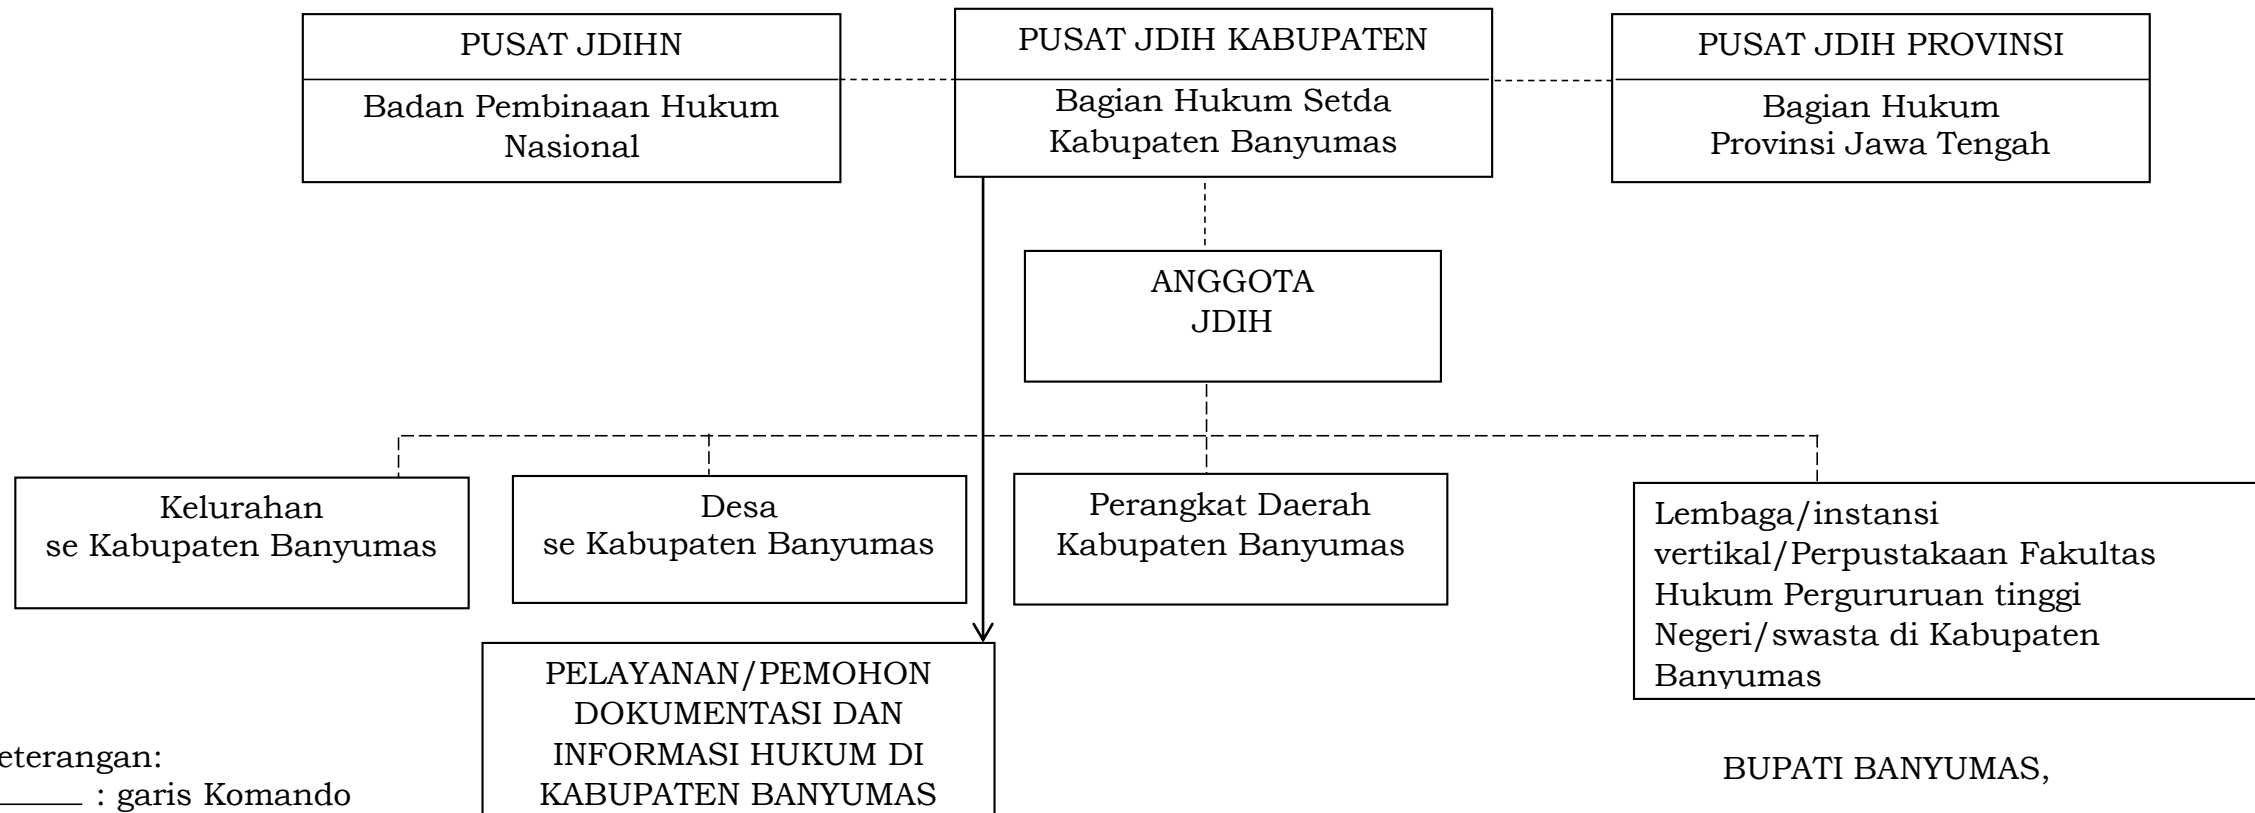 PUSAT JDIHN
Badan Pembinaan Hukum
Nasional
PUSAT JDIH KABUPATEN
Bagian Hukum Setda
Kabupaten Banyumas
PUSAT JDIH PROVINSI
Bagian Hukum
Provinsi Jawa Tengah
ANGGOTA
JDIH
Kelurahan
se Kabupaten Banyumas
Desa
se Kabupaten Banyumas
Perangkat Daerah
Kabupaten Banyumas
Lembaga/instansi
vertikal/Perpustakaan Fakultas
Hukum Pergururuan tinggi
Negeri/swasta di Kabupaten
Banyumas
PELAYANAN/PEMOHON
DOKUMENTASI DAN
INFORMASI HUKUM DI
KABUPATEN BANYUMAS
eterangan:
: garis Komando
BUPATI BANYUMAS,